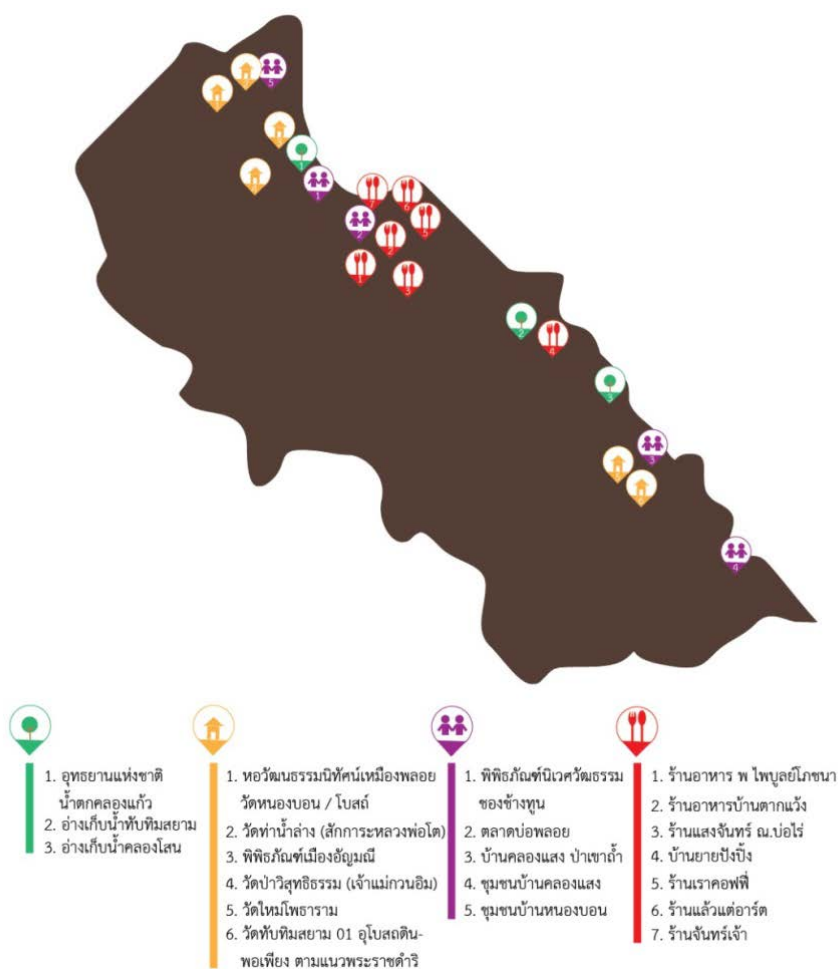 5
1
1
7
6
5
2
2
1
3
2
4
3
3
4
1. อุทธยานแห่งชาติ
น้ำตกคลองแก้ว
2. อ่างเก็บน้ำทับทิมสยาม
3. อ่างเก็บน้ำคลองโสน
1. หอวัฒนธรรมนิทัศน์เหมืองพลอย
วัดหนองบอน / โบสถ์
2. วัดท่าน้ำล่าง (สักการะหลวงพ่อโต)
3. พิพิธภัณฑ์เมืองอัญมณี
4. วัดป่าวิสุทธิธรรม (เจ้าแม่กวนอิม)
5. วัดใหม่โพธาราม
6. วัดทับทิมสยาม 01 อุโบสถดิน-
พอเพียง ตามแนวพระราชดำริ
1. พิพิธภัณฑ์นิเวศวัฒธรรม
ของช้างทูน
2. ตลาดบ่อพลอย
3. บ้านคลองแสง ป่าเขาถ้ำ
4. ชุมชนบ้านคลองแสง
5. ชุมชนบ้านหนองบอน
1. ร้านอาหาร พ ไพบูลย์โภชนา
2. ร้านอาหารบ้านตากแว้ง
3. ร้านแสงจันทร์ ณ.บ่อไร่
4. บ้านยายปังปิ้ง
5. ร้านเราคอฟฟี่
6. ร้านแล้วแต่อาร์ต
7. ร้านจันทร์เจ้า